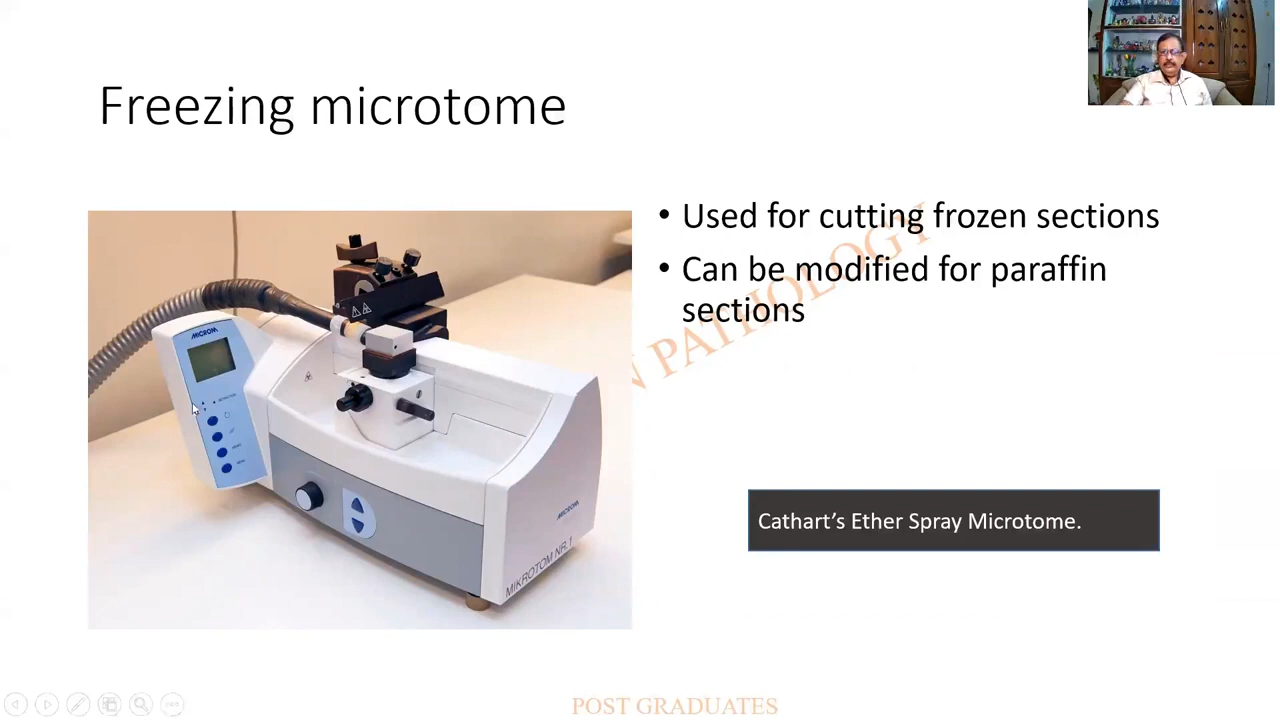 Freezing microtome
• Used for cutting frozen sections
• Can be modified for paraffin
sections
N PATHOLOGY
MICROM
MICROM
MIKROTOM NR.1
Cathart’s Ether Spray Microtome.
POST GRADUATES